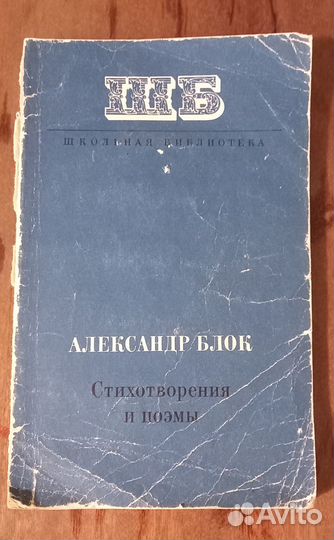 ШБ
ШКОЛЬНАЯ БИБЛИОТЕКА
АЛЕКСАНДР БЛОК
Стихотворения
и поэмы
Avito